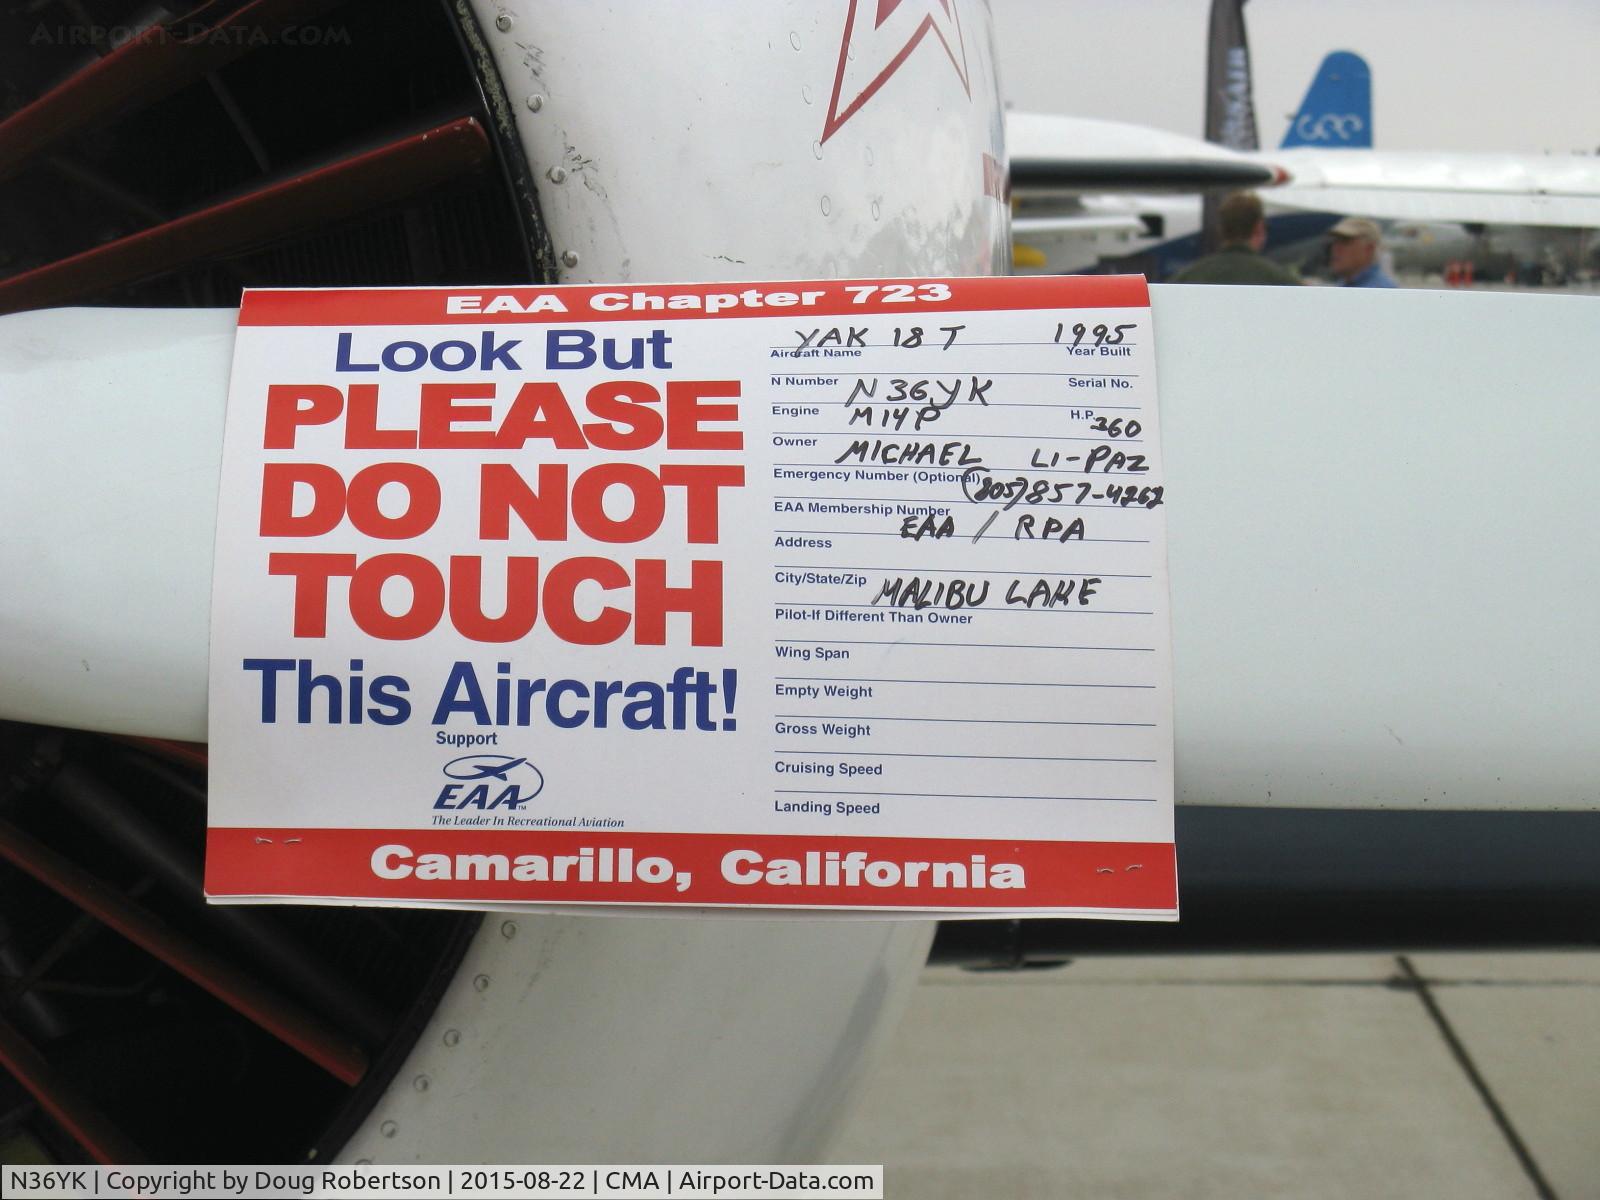 AIRPORT-DATA.COM
EAA Chapter 723
Look But
PLEASE
DO NOT
TOUCH
This Aircraft!
Support
EAA™
The Leader In Recreational Aviation
YAK 18 T 1995
Aircraft Name Year Built
N Number N36YK Serial No.
Engine M14P H.P. 360
Owner MICHAEL LI-PAZ
Emergency Number (Optional) (805) 857-4262
EAA Membership Number EAA / RPA
Address
City/State/Zip MALIBU LAKE
Pilot-If Different Than Owner
Wing Span
Empty Weight
Gross Weight
Cruising Speed
Landing Speed
Camarillo, California
N36YK | Copyright by Doug Robertson | 2015-08-22 | CMA | Airport-Data.com